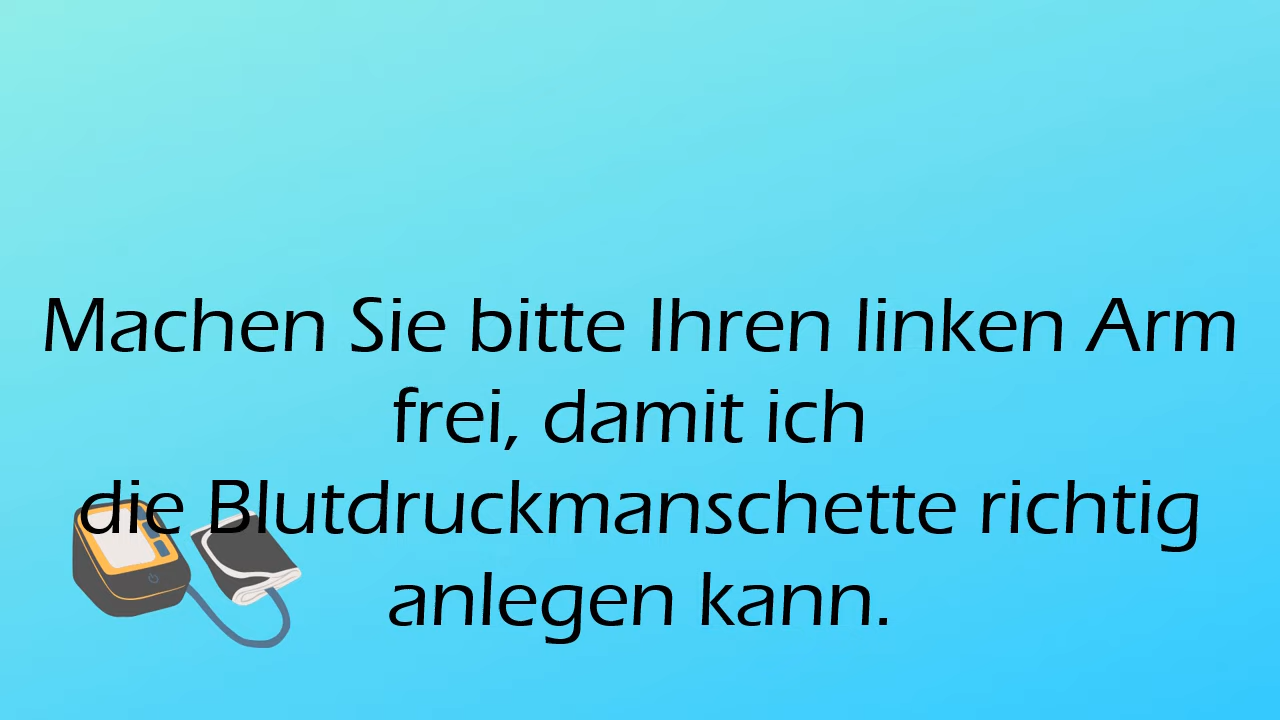 Machen Sie bitte Ihren linken Arm
frei, damit ich
die Blutdruckmanschette richtig
anlegen kann.